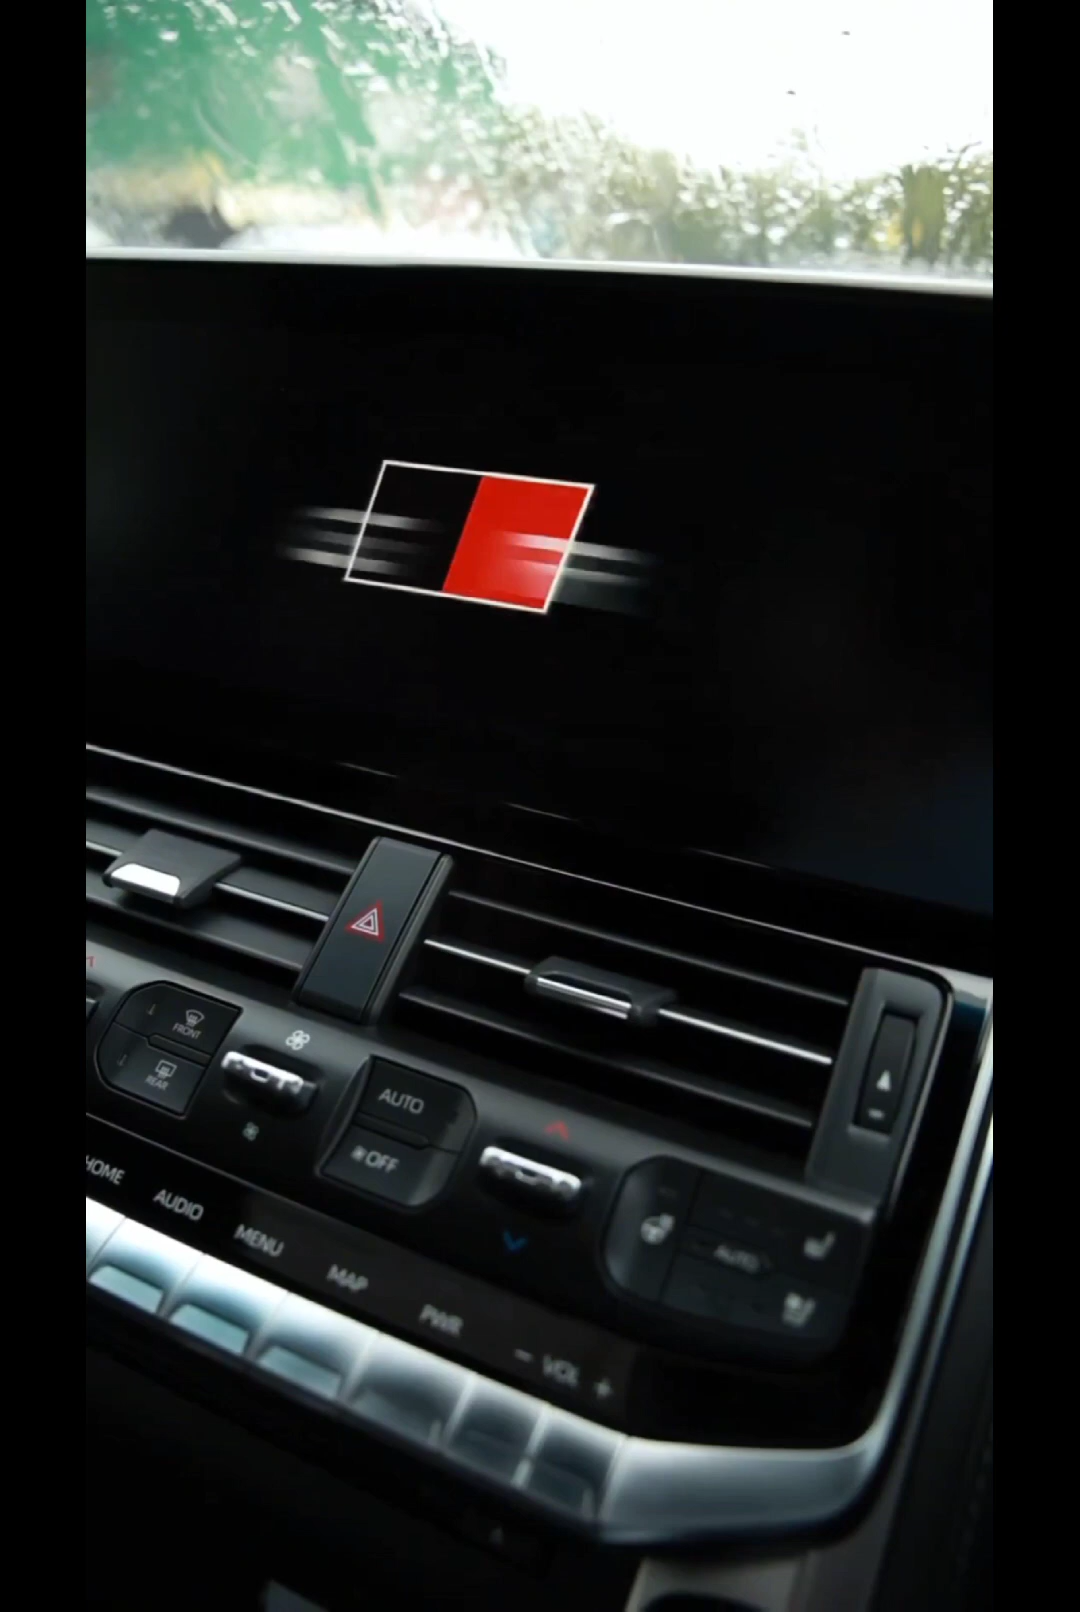 FRONT
REAR
AUTO
OFF
AUTO
HOME
AUDIO
MENU
MAP
PWR
- VOL +